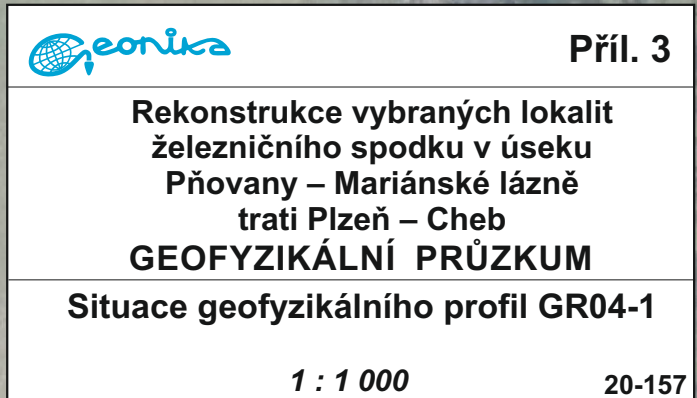 Geonika
Příl. 3
Rekonstrukce vybraných lokalit
železničního spodku v úseku
Pňovany – Mariánské lázně
trati Plzeň – Cheb
GEOFYZIKÁLNÍ PRŮZKUM
Situace geofyzikálního profil GR04-1
1 : 1 000
20-157